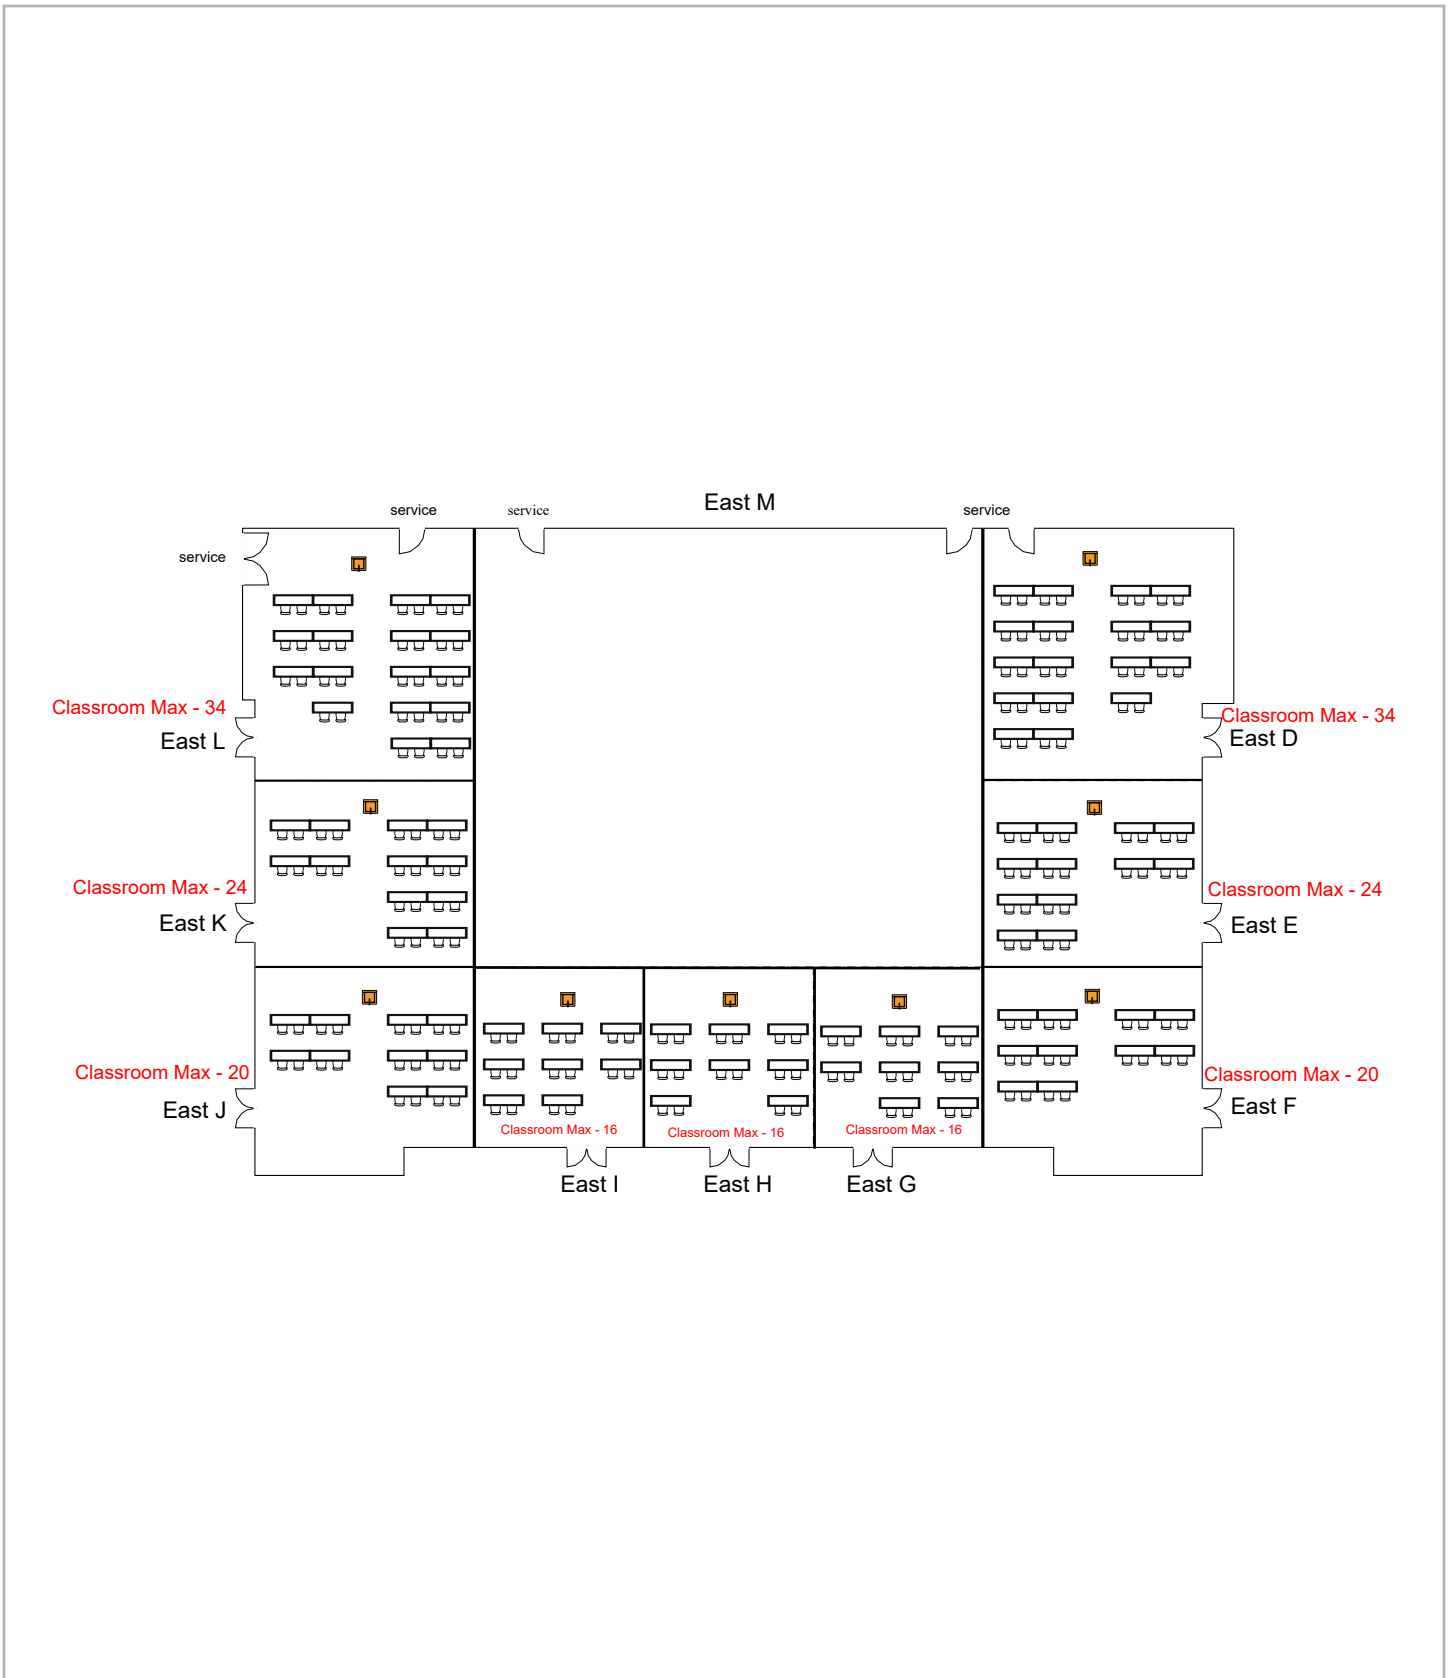 East M
service
service
service
service
Classroom Max - 34
East L
Classroom Max - 34
East D
Classroom Max - 24
East K
Classroom Max - 24
East E
Classroom Max - 20
East J
Classroom Max - 20
East F
Classroom Max - 16
Classroom Max - 16
Classroom Max - 16
East I
East H
East G